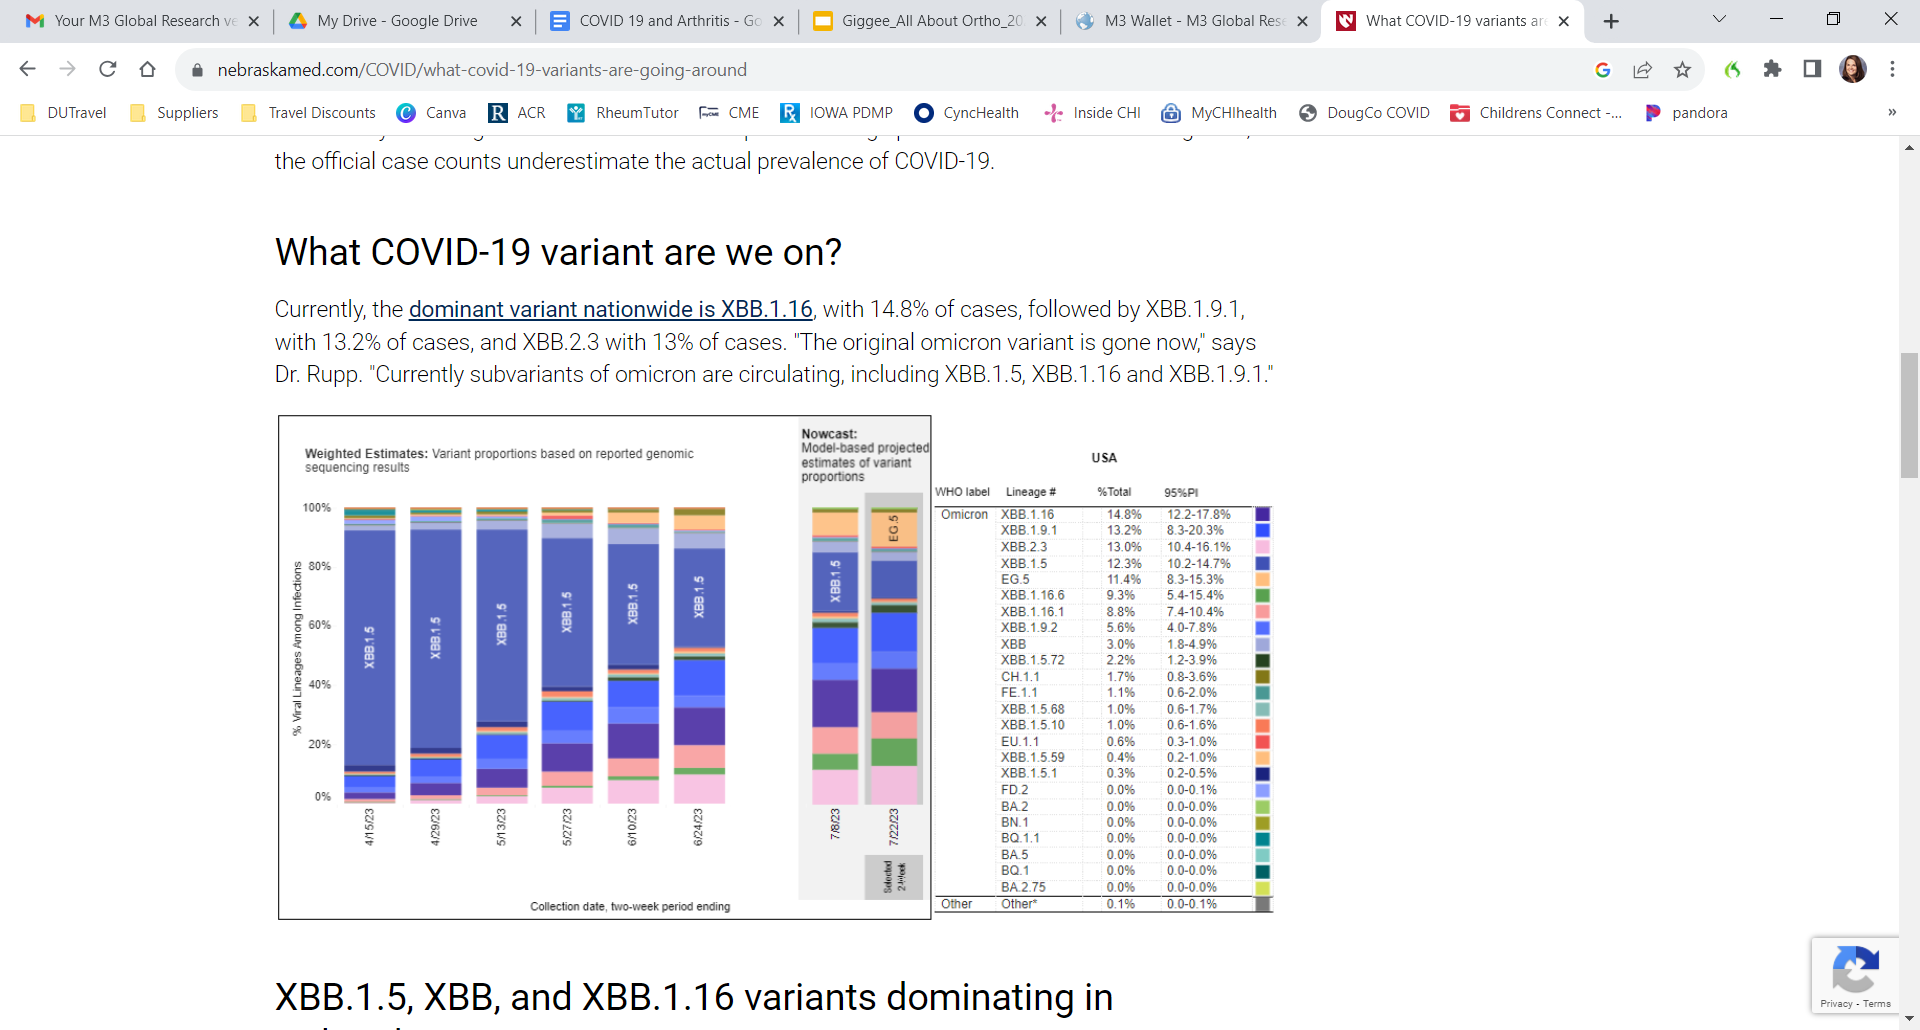 Your M3 Global Research ve
My Drive - Google Drive
COVID 19 and Arthritis - Go
Giggee_All About Ortho_20
M3 Wallet - M3 Global Rese
What COVID-19 variants are
nebraskamed.com/COVID/what-covid-19-variants-are-going-around
DUTravel
Suppliers
Travel Discounts
Canva
ACR
RheumTutor
CME
IOWA PDMP
CyncHealth
Inside CHI
MyCHIhealth
DougCo COVID
Childrens Connect -...
pandora
»
the official case counts underestimate the actual prevalence of COVID-19.
What COVID-19 variant are we on?
Currently, the dominant variant nationwide is XBB.1.16, with 14.8% of cases, followed by XBB.1.9.1,
with 13.2% of cases, and XBB.2.3 with 13% of cases. "The original omicron variant is gone now," says
Dr. Rupp. "Currently subvariants of omicron are circulating, including XBB.1.5, XBB.1.16 and XBB.1.9.1."
Weighted Estimates: Variant proportions based on reported genomic
sequencing results
Nowcast:
Model-based projected
estimates of variant
proportions
% Viral Lineages Among Infections
100%
80%
60%
40%
20%
0%
XBB.1.5
XBB.1.5
XBB.1.5
XBB.1.5
XBB.1.5
XBB.1.5
XBB.1.5
EG.5
4/15/23
4/29/23
5/13/23
5/27/23
6/10/23
6/24/23
7/8/23
7/22/23
Selected
2-Week
Collection date, two-week period ending
USA
WHO label Lineage # %Total 95%PI
Omicron XBB.1.16 14.8% 12.2-17.8%
XBB.1.9.1 13.2% 8.3-20.3%
XBB.2.3 13.0% 10.4-16.1%
XBB.1.5 12.3% 10.2-14.7%
EG.5 11.4% 8.3-15.3%
XBB.1.16.6 9.3% 5.4-15.4%
XBB.1.16.1 8.8% 7.4-10.4%
XBB.1.9.2 5.6% 4.0-7.8%
XBB 3.0% 1.8-4.9%
XBB.1.5.72 2.2% 1.2-3.9%
CH.1.1 1.7% 0.8-3.6%
FE.1.1 1.1% 0.6-2.0%
XBB.1.5.68 1.0% 0.6-1.7%
XBB.1.5.10 1.0% 0.6-1.6%
EU.1.1 0.6% 0.3-1.0%
XBB.1.5.59 0.4% 0.2-1.0%
XBB.1.5.1 0.3% 0.2-0.5%
FD.2 0.0% 0.0-0.1%
BA.2 0.0% 0.0-0.0%
BN.1 0.0% 0.0-0.0%
BQ.1.1 0.0% 0.0-0.0%
BA.5 0.0% 0.0-0.0%
BQ.1 0.0% 0.0-0.0%
BA.2.75 0.0% 0.0-0.0%
Other Other* 0.1% 0.0-0.1%
XBB.1.5, XBB, and XBB.1.16 variants dominating in
Privacy - Terms